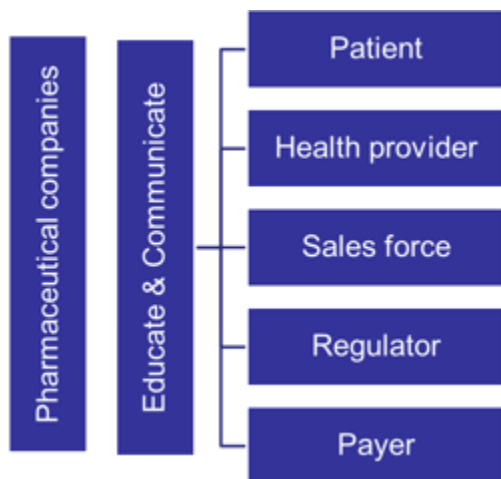 Pharmaceutical companies
Educate & Communicate
Patient
Health provider
Sales force
Regulator
Payer